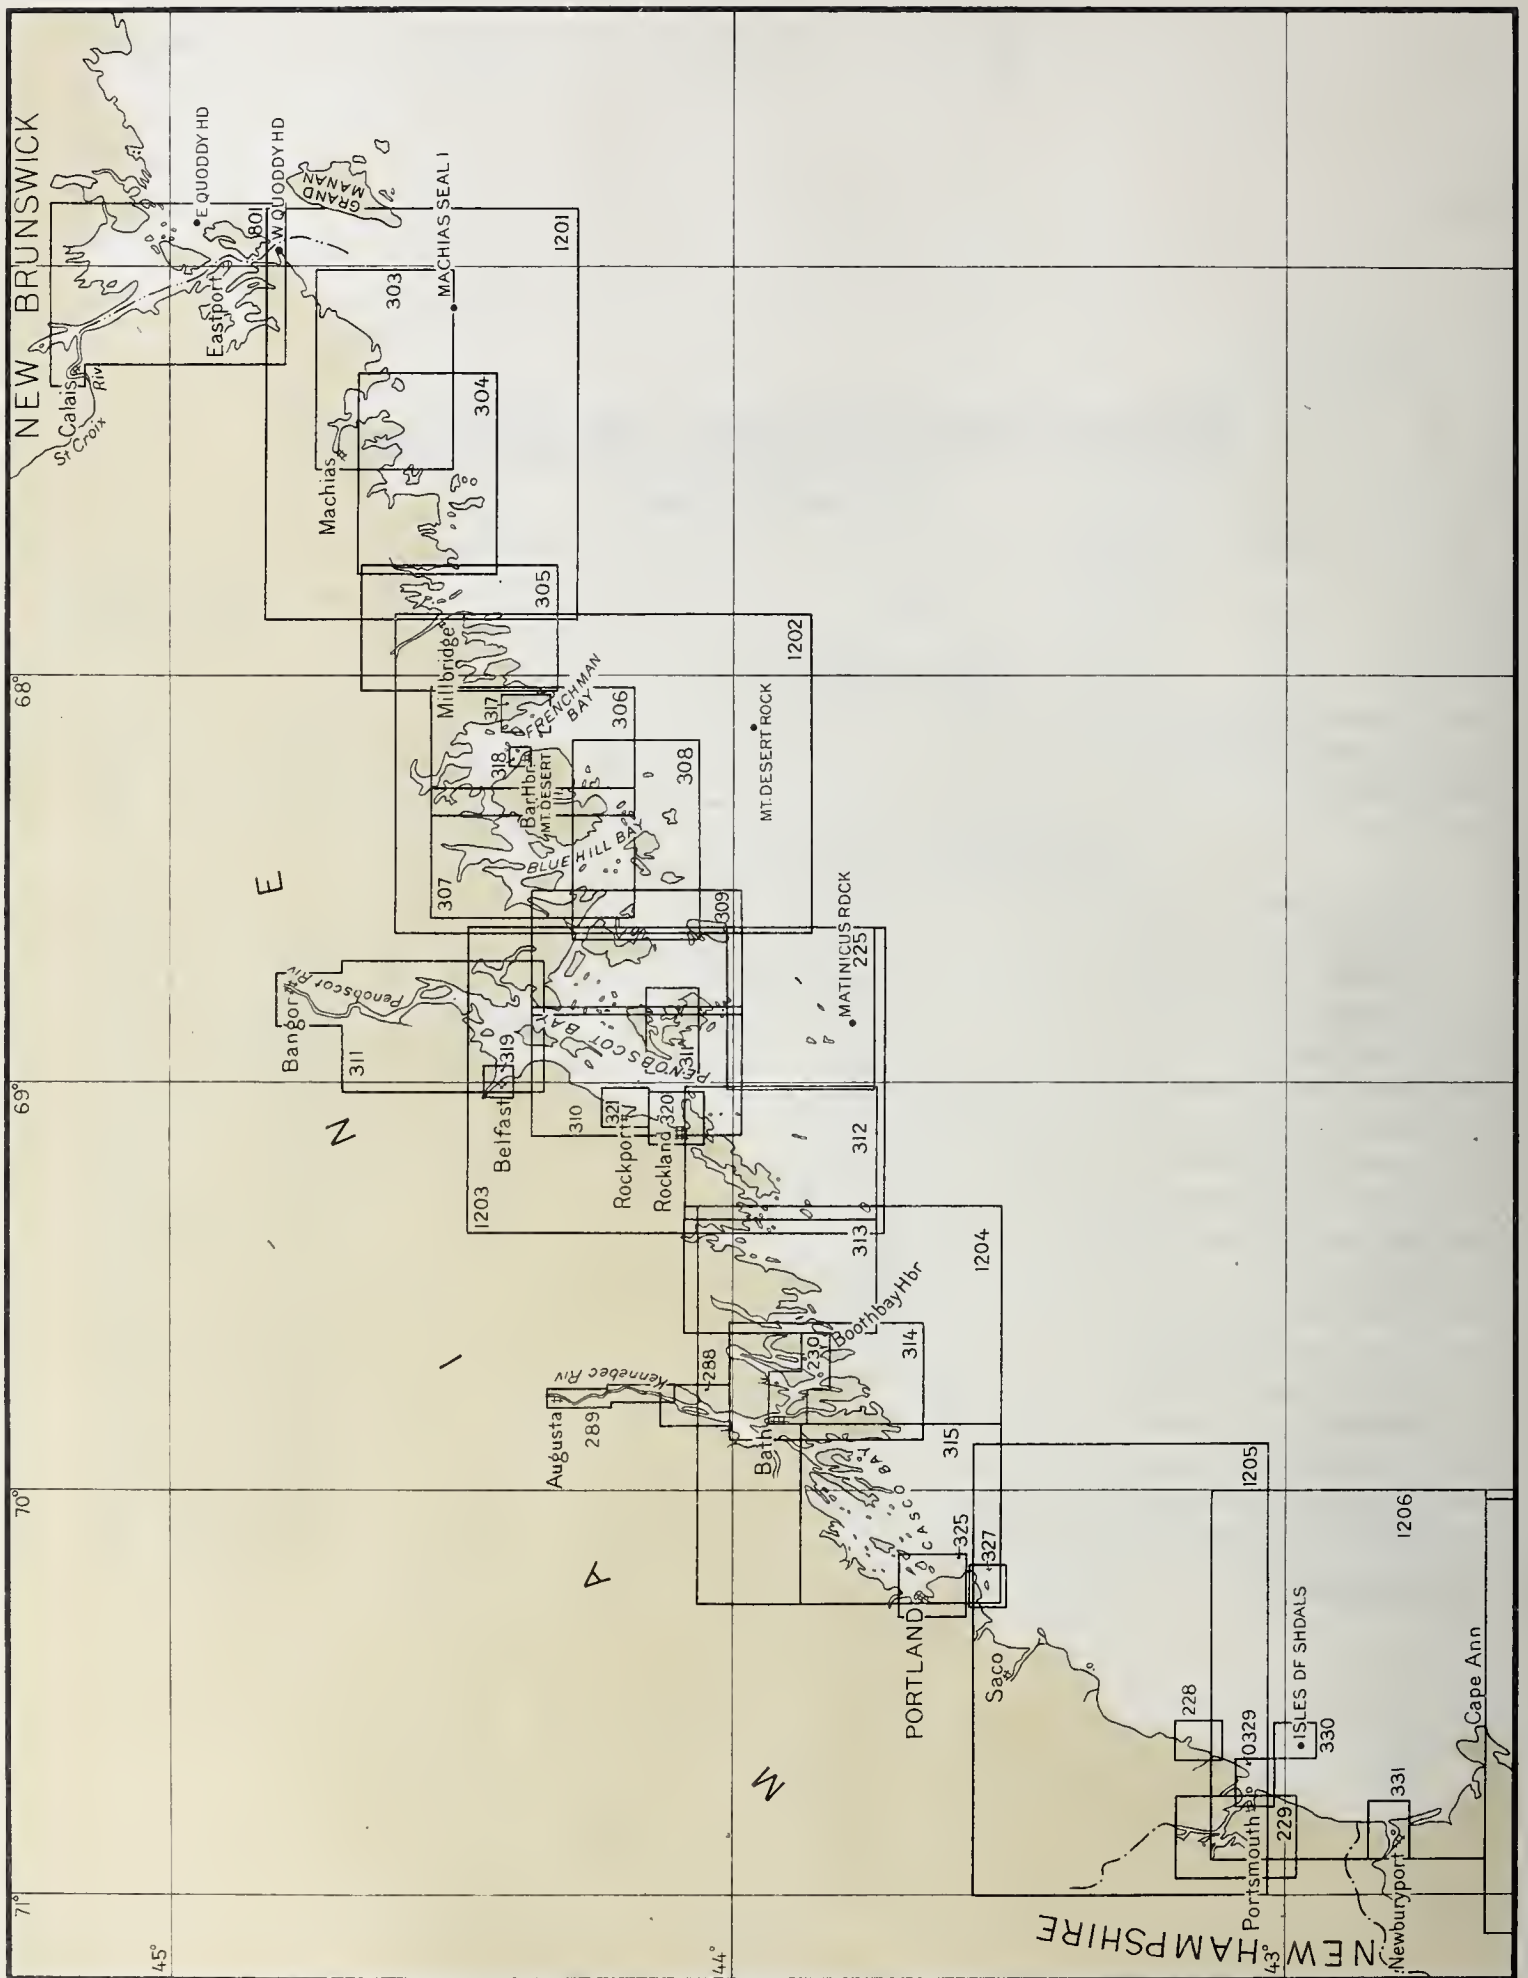 NEW BRUNSWICK
St Croix
Riv
Calais
E QUODDY HD
W QUODDY HD
801
Eastport
GRAND
MANAN
MACHIAS SEAL I
1201
303
304
Machias
305
Millbridge
1202
68°
317
FRENCHMAN
BAY
306
318
Bar Hbr
MT. DESERT
308
MT. DESERT ROCK
BLUE HILL BAY
307
309
225
MATINICUS ROCK
Bangor
Penobscot Riv
311
319
Belfast
PENOBSCOT BAY
311
69°
310
321
Rockport
320
Rockland
312
1203
313
1204
Boothbay Hbr
230
314
288
Kennebec Riv
Augusta
289
Bath
315
CASCO BAY
70°
325
327
PORTLAND
Saco
1205
1206
228
0329
ISLES OF SHOALS
330
Cape Ann
331
229
Portsmouth
Newburyport
NEW HAMPSHIRE
M A I N E
71°
45°
44°
43°